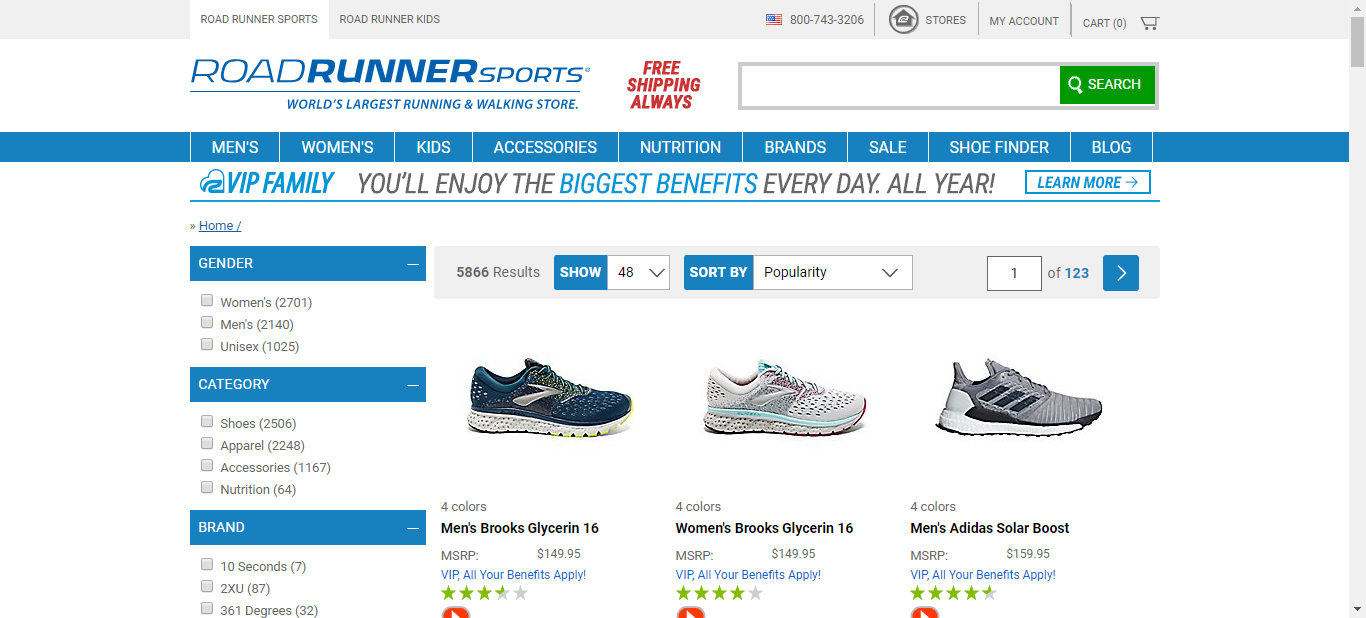 ROAD RUNNER SPORTS ROAD RUNNER KIDS 800-743-3206 STORES MY ACCOUNT CART (0)
ROADRUNNERSPORTS
WORLD'S LARGEST RUNNING & WALKING STORE.
FREE
SHIPPING
ALWAYS
SEARCH
MEN'S WOMEN'S KIDS ACCESSORIES NUTRITION BRANDS SALE SHOE FINDER BLOG
VIP FAMILY YOU'LL ENJOY THE BIGGEST BENEFITS EVERY DAY. ALL YEAR! LEARN MORE →
» Home /
GENDER
Women's (2701)
Men's (2140)
Unisex (1025)
CATEGORY
Shoes (2506)
Apparel (2248)
Accessories (1167)
Nutrition (64)
BRAND
10 Seconds (7)
2XU (87)
361 Degrees (32)
5866 Results SHOW 48 SORT BY Popularity 1 of 123
4 colors
Men's Brooks Glycerin 16
MSRP: $149.95
VIP, All Your Benefits Apply!
4 colors
Women's Brooks Glycerin 16
MSRP: $149.95
VIP, All Your Benefits Apply!
4 colors
Men's Adidas Solar Boost
MSRP: $159.95
VIP, All Your Benefits Apply!